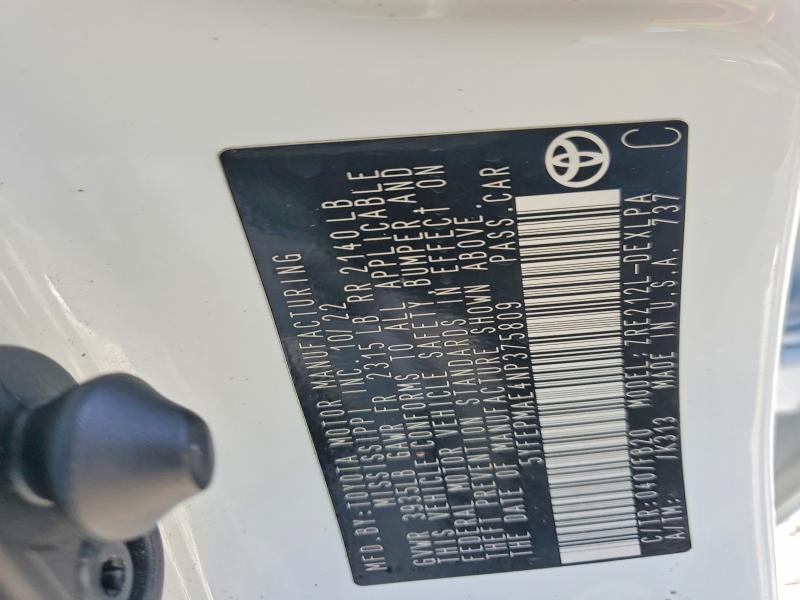 MFD.BY:TOYOTA MOTOR MANUFACTURING
MISSISSIPPI INC. 10/22
GVWR 3935LB GAWR FR 2315 LB RR 2140 LB
THIS VEHICLE CONFORMS TO ALL APPLICABLE
FEDERAL MOTOR VEHICLE SAFETY BUMPER AND
THEFT PREVENTION STANDARDS IN EFFECT ON
THE DATE OF MANUFACTURE SHOWN ABOVE.
5YFEPMAE4NP375809 PASS.CAR
C/TR:040/FB20 MODEL:ZRE212L-DEXLPA
A/TM: /K313 MADE IN U.S.A. 737
C